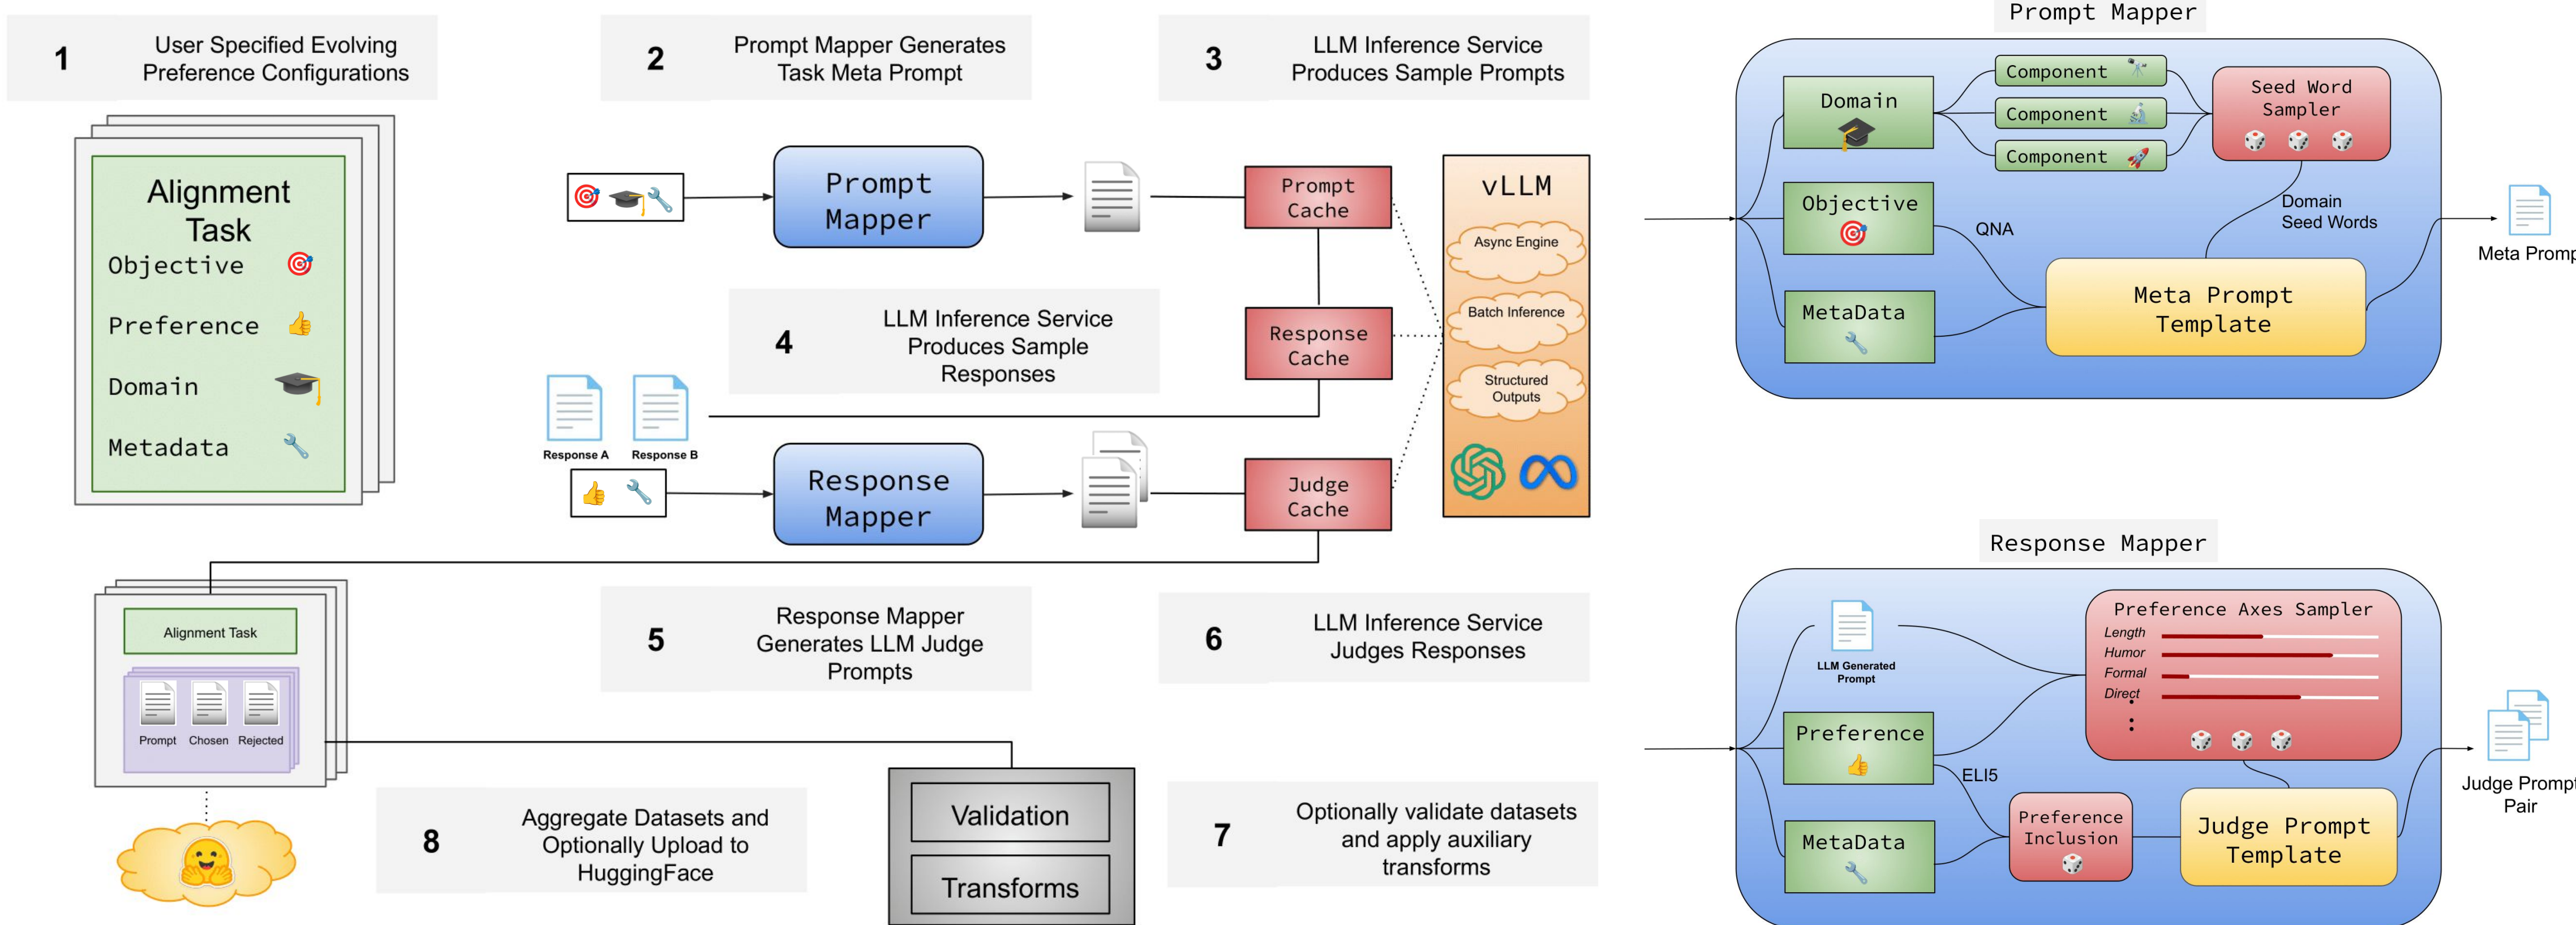 1
User Specified Evolving
Preference Configurations
2
Prompt Mapper Generates
Task Meta Prompt
3
LLM Inference Service
Produces Sample Prompts
Alignment
Task
Objective
Preference
Domain
Metadata
Prompt
Mapper
Prompt
Cache
vLLM
Async Engine
Batch Inference
Structured
Outputs
4
LLM Inference Service
Produces Sample
Responses
Response
Cache
Response A
Response B
Response
Mapper
Judge
Cache
Alignment Task
Prompt
Chosen
Rejected
5
Response Mapper
Generates LLM Judge
Prompts
6
LLM Inference Service
Judges Responses
8
Aggregate Datasets and
Optionally Upload to
HuggingFace
Validation
Transforms
7
Optionally validate datasets
and apply auxiliary
transforms
Prompt Mapper
Domain
Component
Component
Component
Seed Word
Sampler
Objective
QNA
Domain
Seed Words
MetaData
Meta Prompt
Template
Meta Promp
Response Mapper
LLM Generated
Prompt
Preference Axes Sampler
Length
Humor
Formal
Direct
Preference
ELI5
MetaData
Preference
Inclusion
Judge Prompt
Template
Judge Prompt
Pair